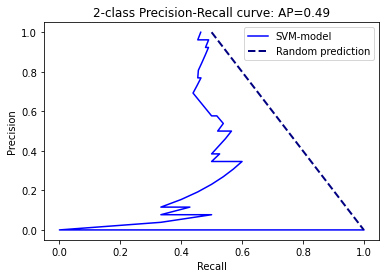 2-class Precision-Recall curve: AP=0.49
SVM-model
Random prediction
Precision
1.0
0.8
0.6
0.4
0.2
0.0
0.0
0.2
0.4
0.6
0.8
1.0
Recall